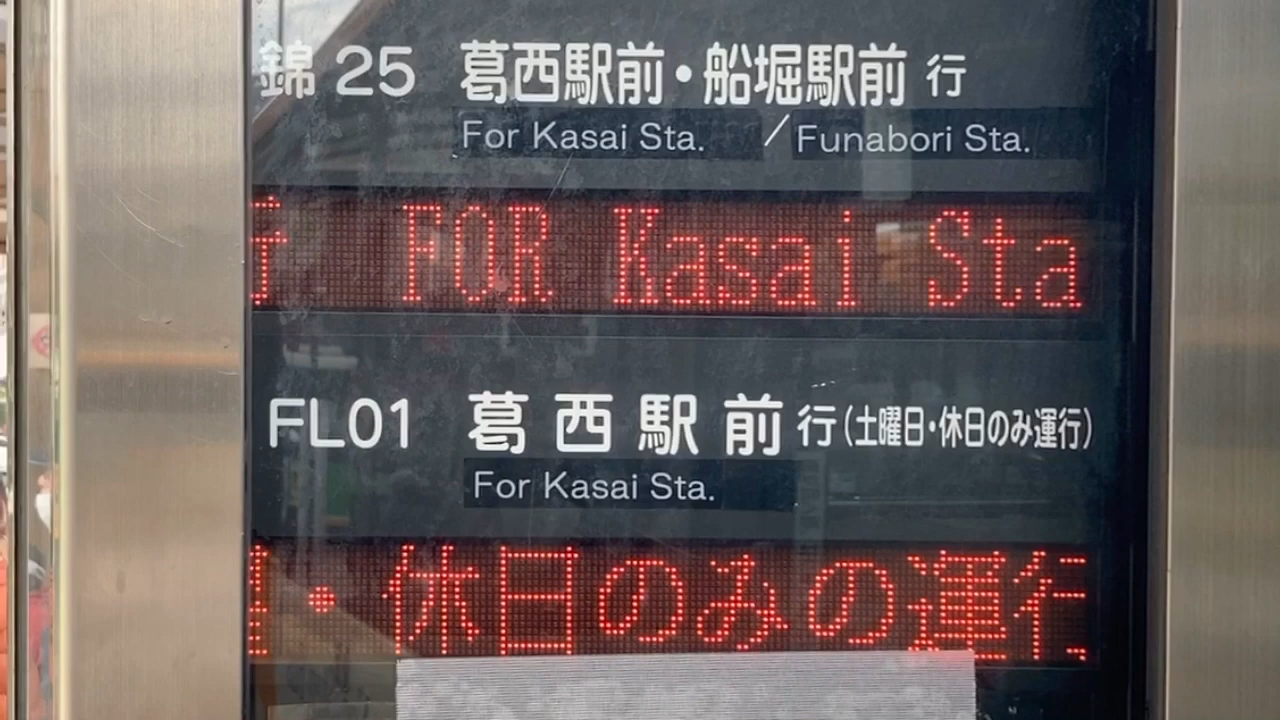 錦25 葛西駅前・船堀駅前 行
For Kasai Sta. / Funabori Sta.
FOR Kasai Sta
FL01 葛西駅前行(土曜日・休日のみ運行)
For Kasai Sta.
・休日のみの運行